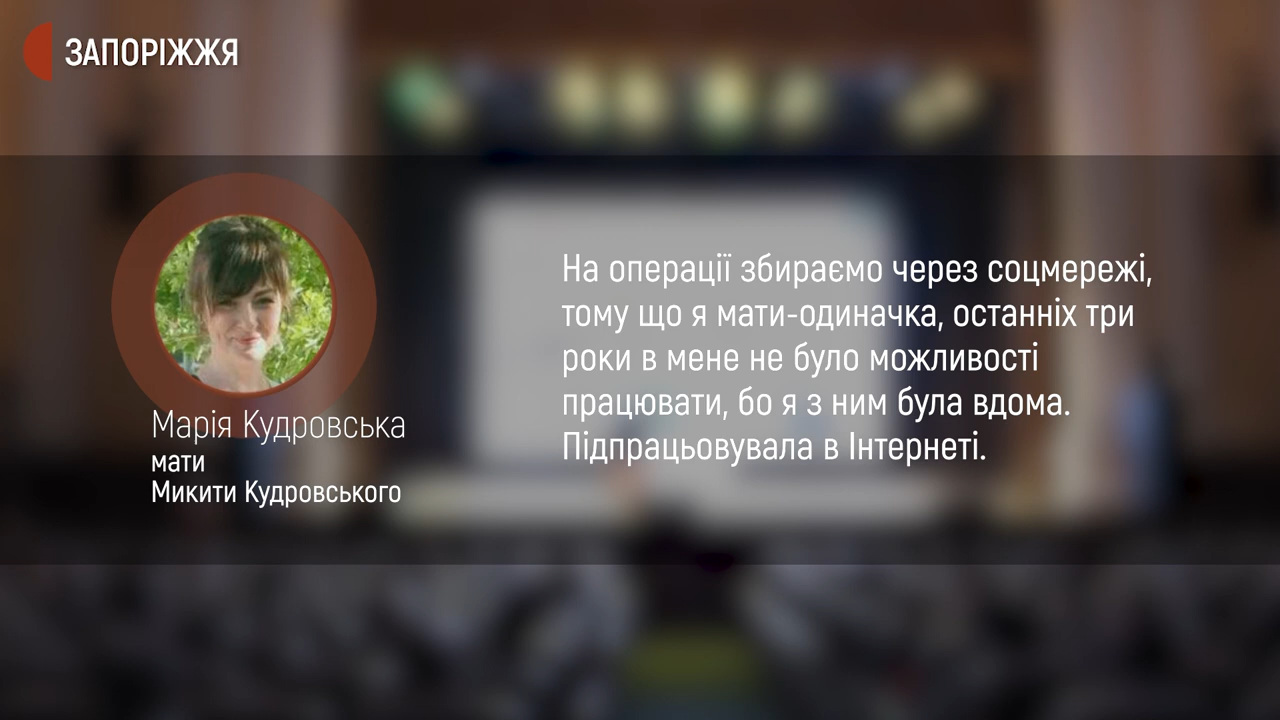 ЗАПОРІЖЖЯ
Марія Кудровська
мати
Микити Кудровського
На операції збираємо через соцмережі,
тому що я мати-одиначка, останніх три
роки в мене не було можливості
працювати, бо я з ним була вдома.
Підпрацьовувала в Інтернеті.